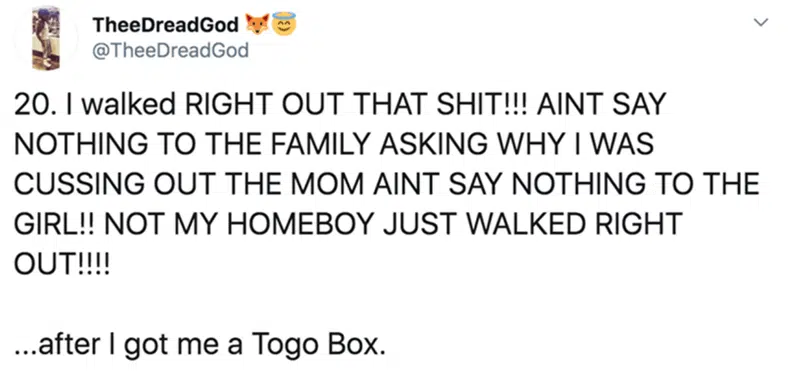 TheeDreadGod 🦊😇
@TheeDreadGod
20. I walked RIGHT OUT THAT SHIT!!! AINT SAY
NOTHING TO THE FAMILY ASKING WHY I WAS
CUSSING OUT THE MOM AINT SAY NOTHING TO THE
GIRL!! NOT MY HOMEBOY JUST WALKED RIGHT
OUT!!!!
...after I got me a Togo Box.